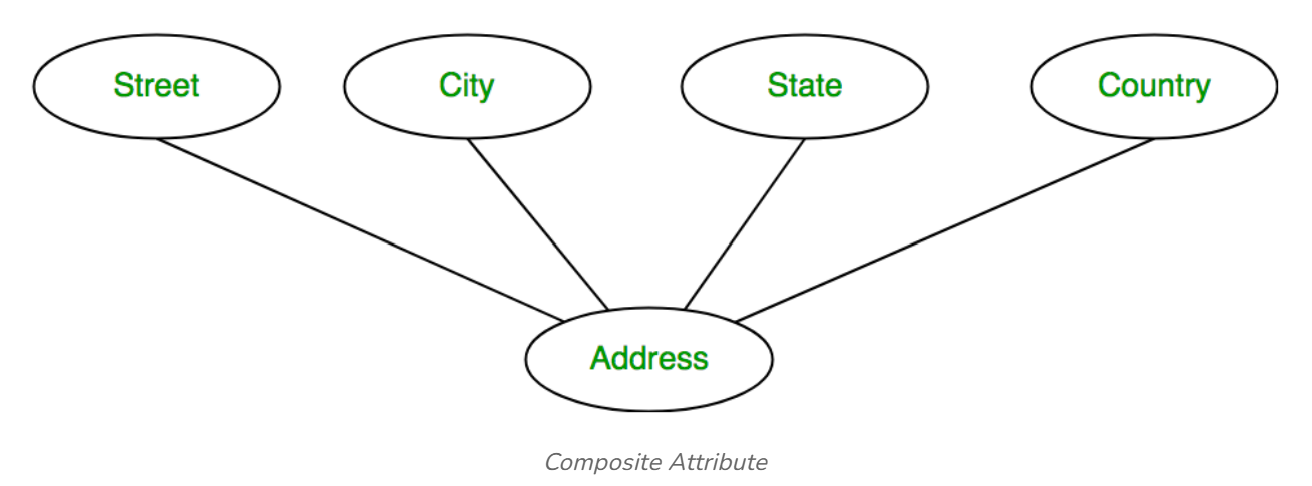 Street
City
State
Country
Address
Composite Attribute